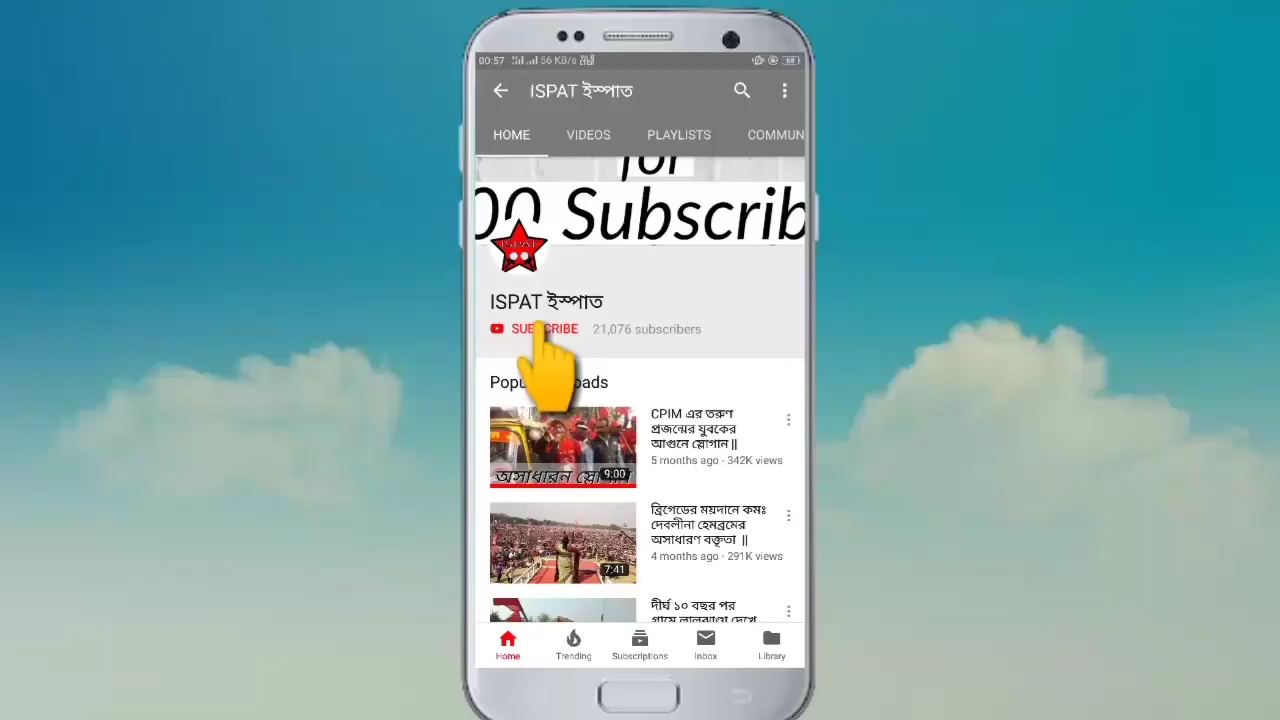 00:57 56 KB/s VoLTE 68
ISPAT ইস্পাত
HOME VIDEOS PLAYLISTS COMMUN
for
00 Subscrib
ISPAT
ISPAT ইস্পাত
SUBSCRIBE 21,076 subscribers
CPIM এর তরুণ
প্রজন্মের যুবকের
আগুনে স্লোগান ||
5 months ago · 342K views
অসাধারন
9:00
ব্রিগেডের ময়দানে কমঃ
দেবলীনা হেমব্রমের
অসাধারণ বক্তৃতা ||
4 months ago · 291K views
7:41
দীর্ঘ ১০ বছর পর
গ্রামে লালঝাণ্ডা দেখে
Home Trending Subscriptions Inbox Library